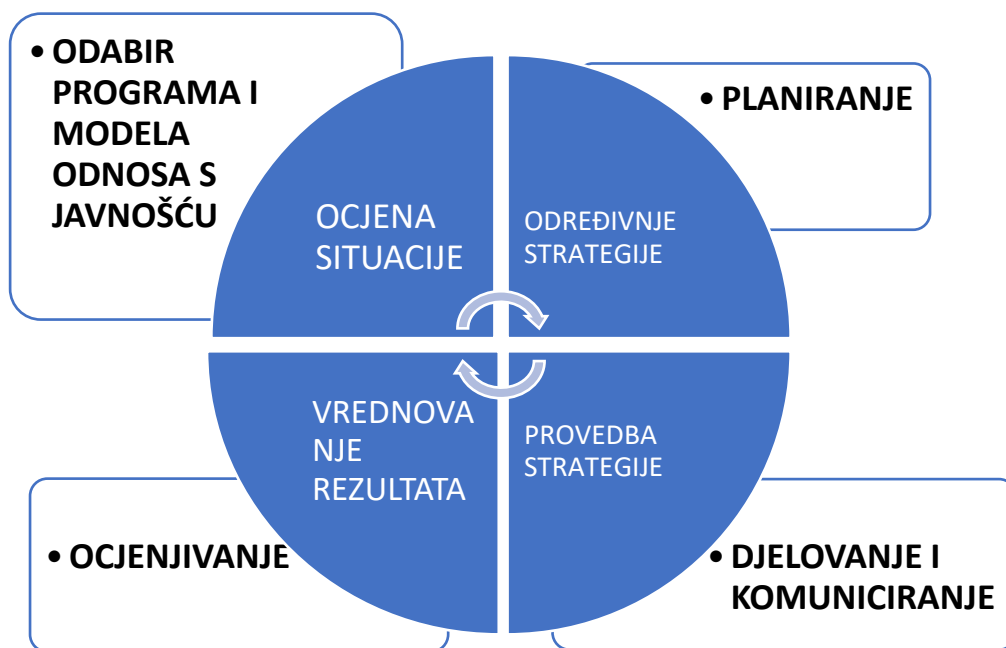 • ODABIR
PROGRAMA I
MODELA
ODNOSA S
JAVNOŠĆU
• PLANIRANJE
OCJENA
SITUACIJE
ODREĐIVNJE
STRATEGIJE
VREDNOVA
NJE
REZULTATA
PROVEDBA
STRATEGIJE
• OCJENJIVANJE
• DJELOVANJE I
KOMUNICIRANJE